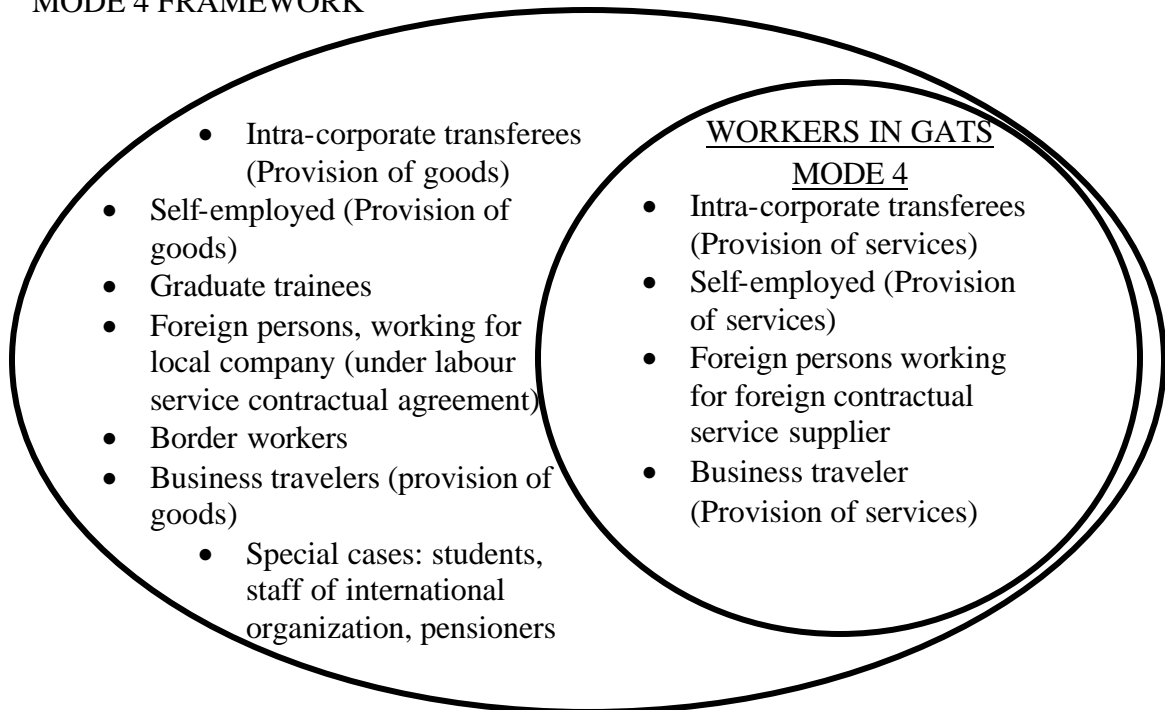 MODE 4 FRAMEWORK
• Intra-corporate transferees
(Provision of goods)
• Self-employed (Provision of
goods)
• Graduate trainees
• Foreign persons, working for
local company (under labour
service contractual agreement)
• Border workers
• Business travelers (provision of
goods)
• Special cases: students,
staff of international
organization, pensioners
WORKERS IN GATS
MODE 4
• Intra-corporate transferees
(Provision of services)
• Self-employed (Provision
of services)
• Foreign persons working
for foreign contractual
service supplier
• Business traveler
(Provision of services)